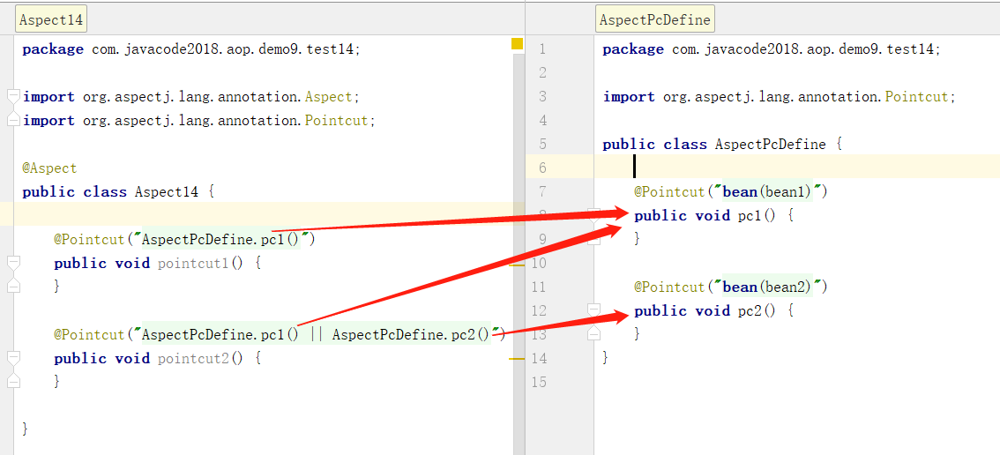 Aspect14
package com.javacode2018.aop.demo9.test14;
import org.aspectj.lang.annotation.Aspect;
import org.aspectj.lang.annotation.Pointcut;
@Aspect
public class Aspect14 {
@Pointcut("AspectPcDefine.pc1()")
public void pointcut1() {
}
@Pointcut("AspectPcDefine.pc1() || AspectPcDefine.pc2()")
public void pointcut2() {
}
}
AspectPcDefine
1 package com.javacode2018.aop.demo9.test14;
2
3 import org.aspectj.lang.annotation.Pointcut;
4
5 public class AspectPcDefine {
6
7 @Pointcut("bean(bean1)")
8 public void pc1() {
9 }
10
11 @Pointcut("bean(bean2)")
12 public void pc2() {
13 }
14 }
15